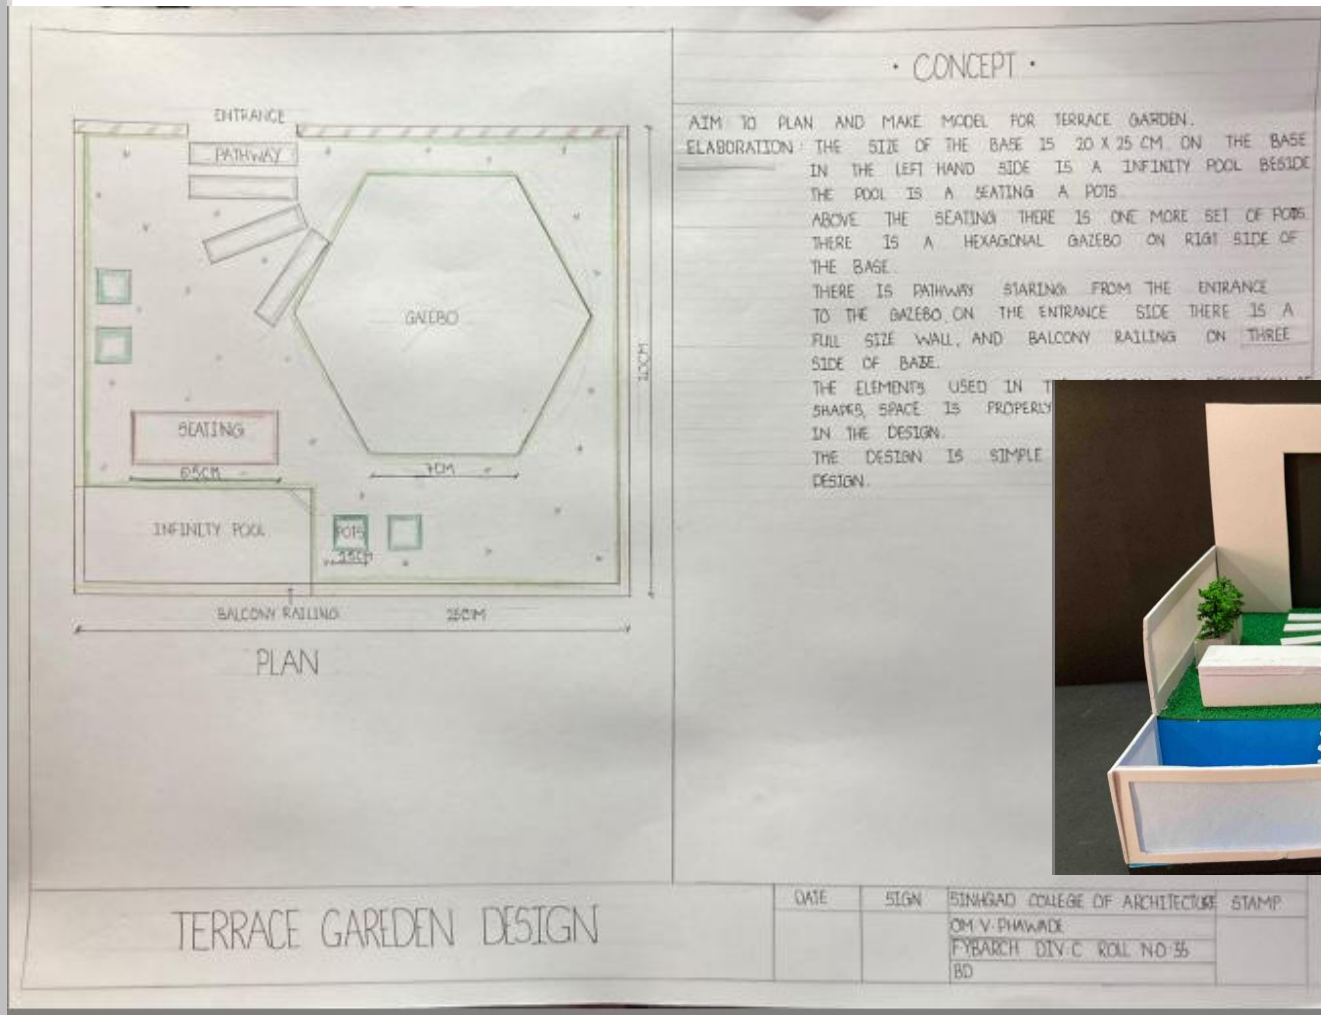 ENTRANCE
PATHWAY
GAZEBO
SEATING
6.5CM
7CM
INFINITY POOL
POTS
1.5CM
20CM
BALCONY RAILING
25CM
PLAN
• CONCEPT •
AIM TO PLAN AND MAKE MODEL FOR TERRACE GARDEN.
ELABORATION : THE SIZE OF THE BASE IS 20 X 25 CM ON THE BASE
IN THE LEFT HAND SIDE IS A INFINITY POOL BESIDE
THE POOL IS A SEATING A POTS
ABOVE THE SEATING THERE IS ONE MORE SET OF POTS.
THERE IS A HEXAGONAL GAZEBO ON RIGT SIDE OF
THE BASE.
THERE IS PATHWAY STARING FROM THE ENTRANCE
TO THE GAZEBO. ON THE ENTRANCE SIDE THERE IS A
FULL SIZE WALL, AND BALCONY RAILING ON THREE
SIDE OF BASE.
THE ELEMENTS USED IN
SHAPES, SPACE IS PROPERLY
IN THE DESIGN.
THE DESIGN IS SIMPLE
DESIGN.
TERRACE GAREDEN DESIGN
DATE
SIGN
SINHGAD COLLEGE OF ARCHITECTURE
STAMP
OM V. PHAWADE
FYBARCH DIV:C ROLL NO:35
BD